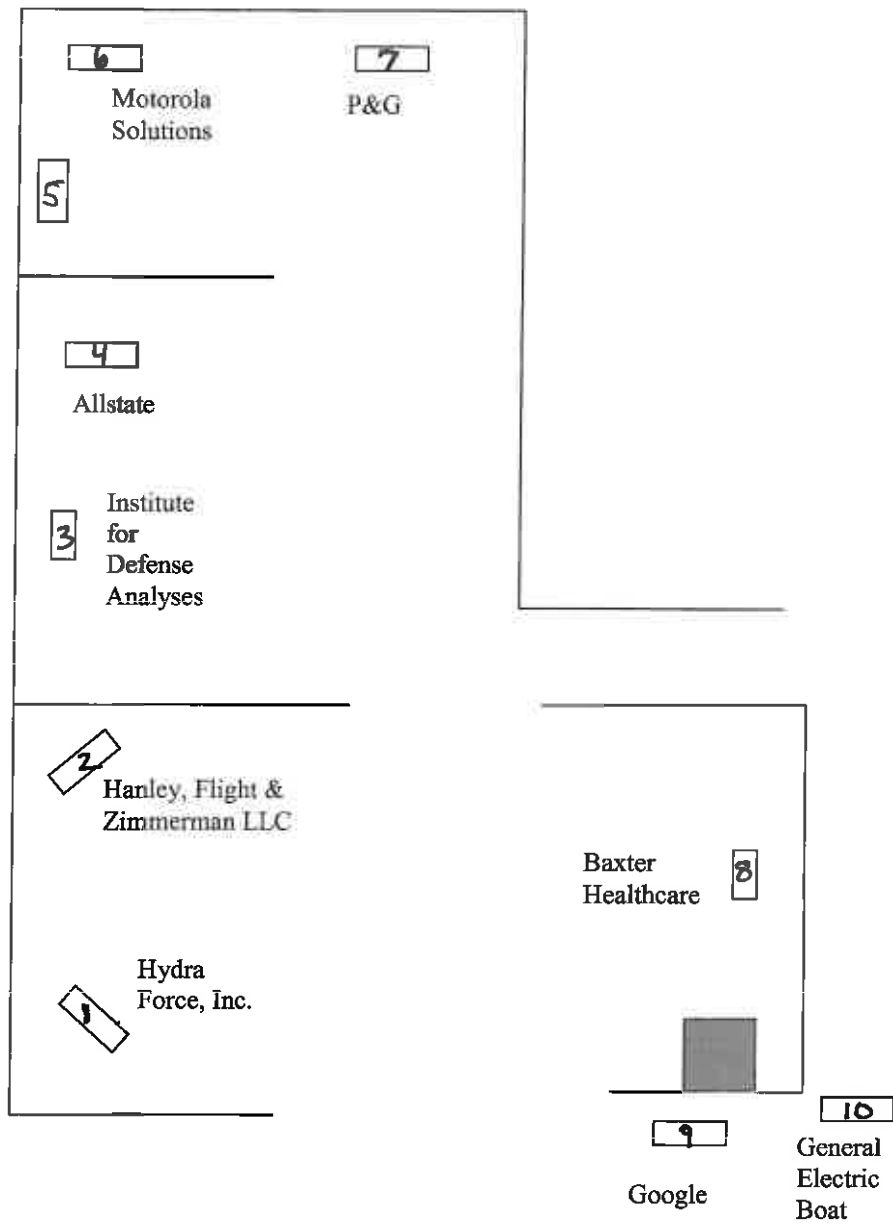 6
7
Motorola
Solutions
P&G
5
4
Allstate
3
Institute
for
Defense
Analyses
2
Hanley, Flight &
Zimmerman LLC
Baxter
Healthcare
8
Hydra
Force, Inc.
1
9
Google
10
General
Electric
Boat